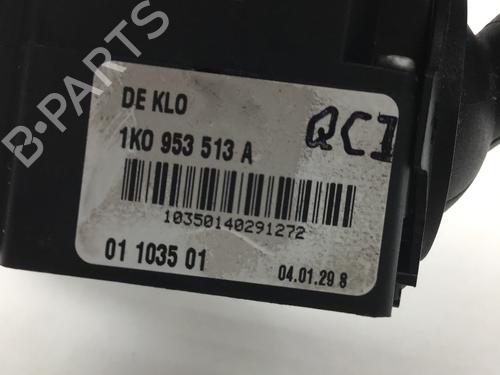 DE KLO
1K0 953 513 A
QCI
10350140291272
01 1035 01
04.01.29 8
B-PARTS